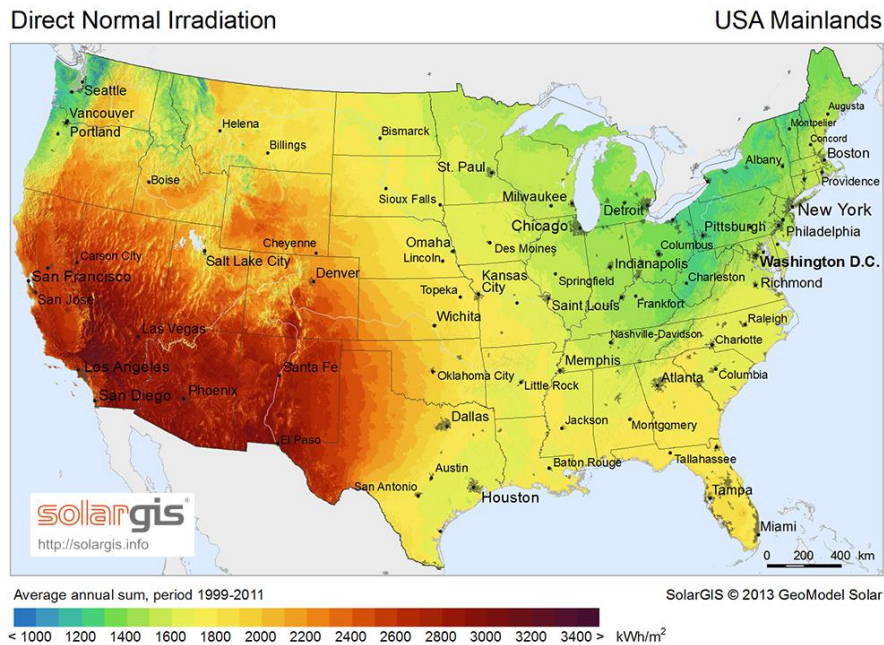 Direct Normal Irradiation
USA Mainlands
Seattle
Vancouver
Portland
Helena
Billings
Bismarck
Boise
St. Paul
Sioux Falls
Milwaukee
Detroit
Chicago
Augusta
Montpelier
Concord
Boston
Albany
Providence
New York
Pittsburgh
Philadelphia
Cheyenne
Salt Lake City
Carson City
San Francisco
San José
Denver
Omaha
Lincoln
Des Moines
Columbus
Washington D.C.
Indianapolis
Springfield
Charleston
Richmond
Topeka
Kansas
City
Saint Louis
Frankfort
Wichita
Las Vegas
Nashville-Davidson
Raleigh
Charlotte
Los Angeles
Santa Fe
Oklahoma City
Memphis
Little Rock
Atlanta
Columbia
San Diego
Phoenix
El Paso
Dallas
Jackson
Montgomery
Austin
Baton Rouge
Tallahassee
San Antonio
Houston
Tampa
Miami
solargis®
http://solargis.info
0 200 400 km
Average annual sum, period 1999-2011
SolarGIS © 2013 GeoModel Solar
< 1000 1200 1400 1600 1800 2000 2200 2400 2600 2800 3000 3200 3400 > kWh/m²